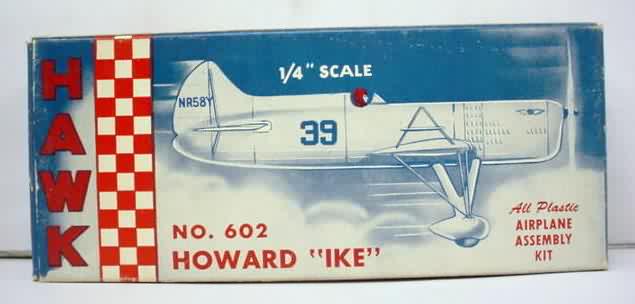 HAWK
1/4" SCALE
NR58Y
39
NO. 602
HOWARD "IKE"
All Plastic
AIRPLANE
ASSEMBLY
KIT